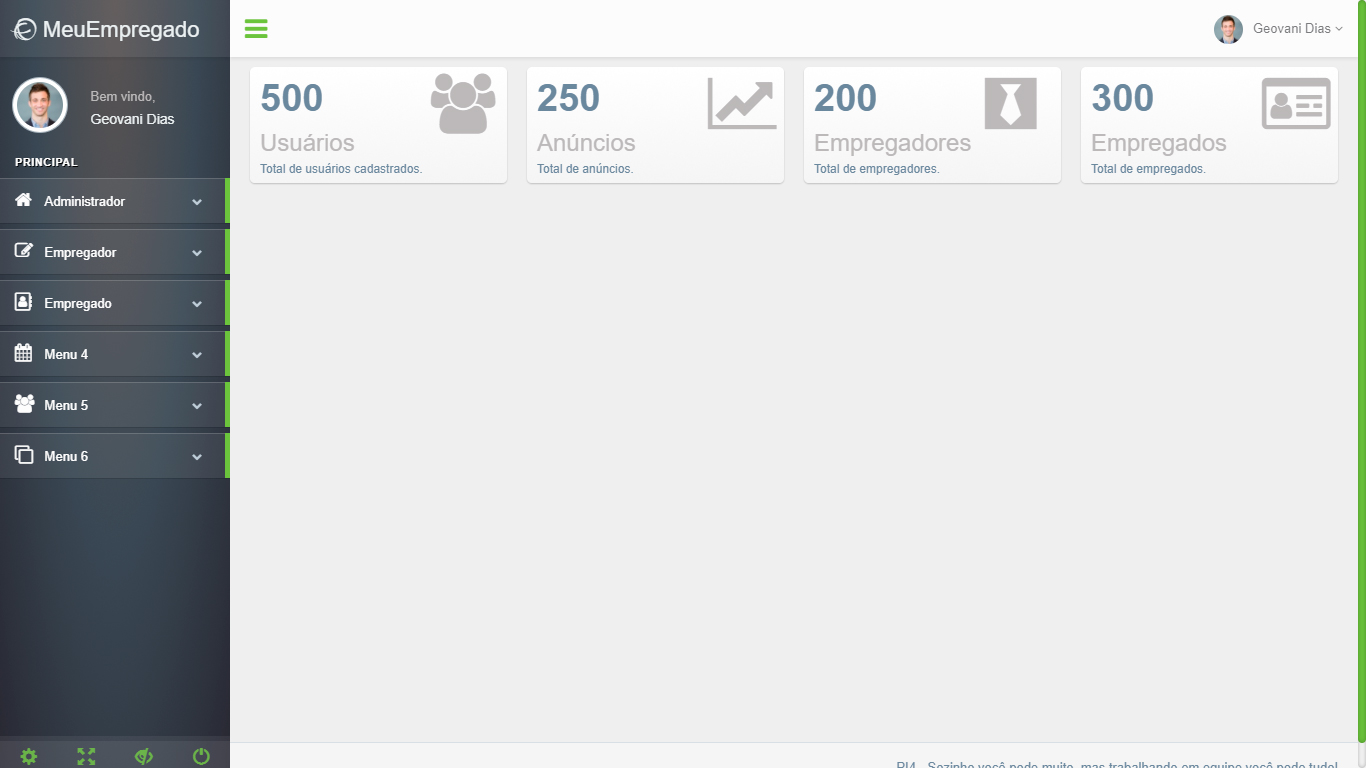 MeuEmpregado
Geovani Dias
Bem vindo,
Geovani Dias
PRINCIPAL
Administrador
Empregador
Empregado
Menu 4
Menu 5
Menu 6
500
Usuários
Total de usuários cadastrados.
250
Anúncios
Total de anúncios.
200
Empregadores
Total de empregadores.
300
Empregados
Total de empregados.
PI4 - Sozinho você pode muito, mas trabalhando em equipe você pode tudo!